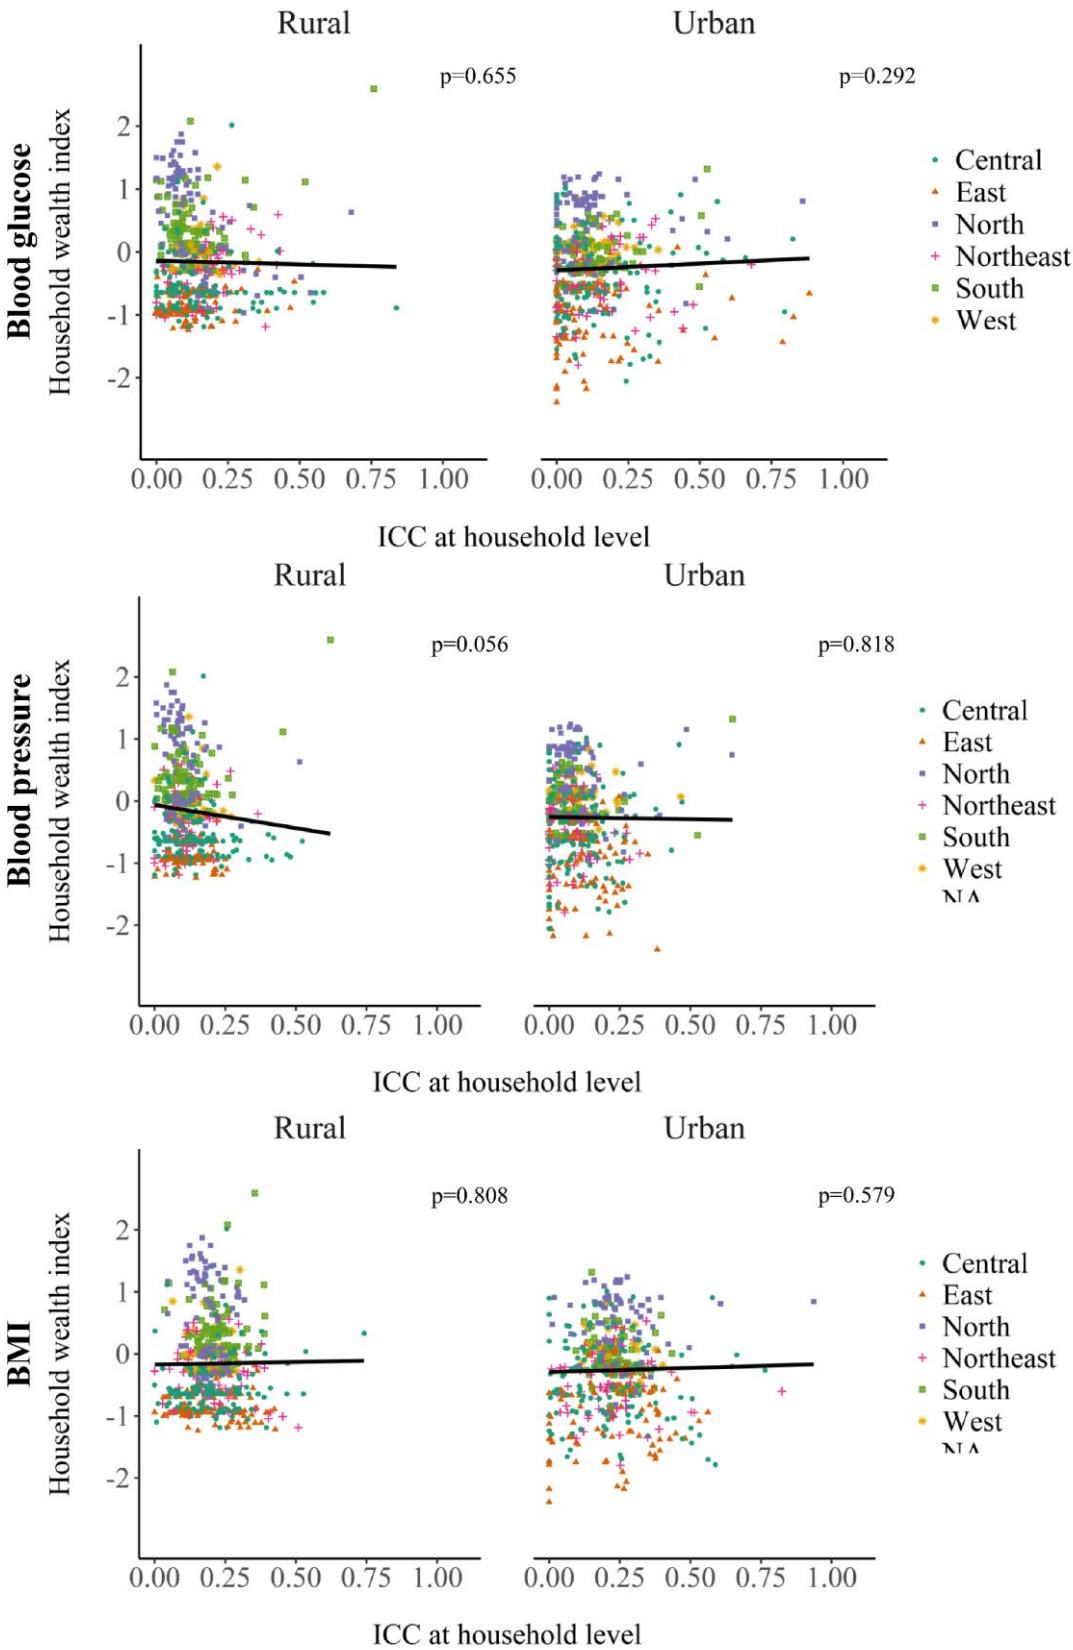 Rural Urban
p=0.655 p=0.292
Blood glucose
Household wealth index
2
1
0
-1
-2
Central
East
North
Northeast
South
West
0.00 0.25 0.50 0.75 1.00 0.00 0.25 0.50 0.75 1.00
ICC at household level
Rural Urban
p=0.056 p=0.818
Blood pressure
Household wealth index
2
1
0
-1
-2
Central
East
North
Northeast
South
West
NA
0.00 0.25 0.50 0.75 1.00 0.00 0.25 0.50 0.75 1.00
ICC at household level
Rural Urban
p=0.808 p=0.579
BMI
Household wealth index
2
1
0
-1
-2
Central
East
North
Northeast
South
West
NA
0.00 0.25 0.50 0.75 1.00 0.00 0.25 0.50 0.75 1.00
ICC at household level